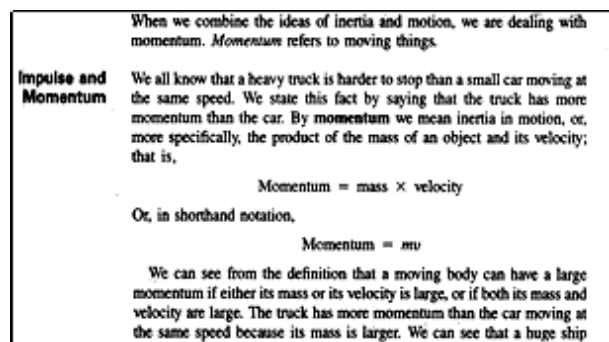 When we combine the ideas of inertia and motion, we are dealing with
momentum. Momentum refers to moving things.
Impulse and
Momentum
We all know that a heavy truck is harder to stop than a small car moving at
the same speed. We state this fact by saying that the truck has more
momentum than the car. By momentum we mean inertia in motion, or,
more specifically, the product of the mass of an object and its velocity;
that is,
Momentum = mass × velocity
Or, in shorthand notation,
Momentum = mv
We can see from the definition that a moving body can have a large
momentum if either its mass or its velocity is large, or if both its mass and
velocity are large. The truck has more momentum than the car moving at
the same speed because its mass is larger. We can see that a huge ship